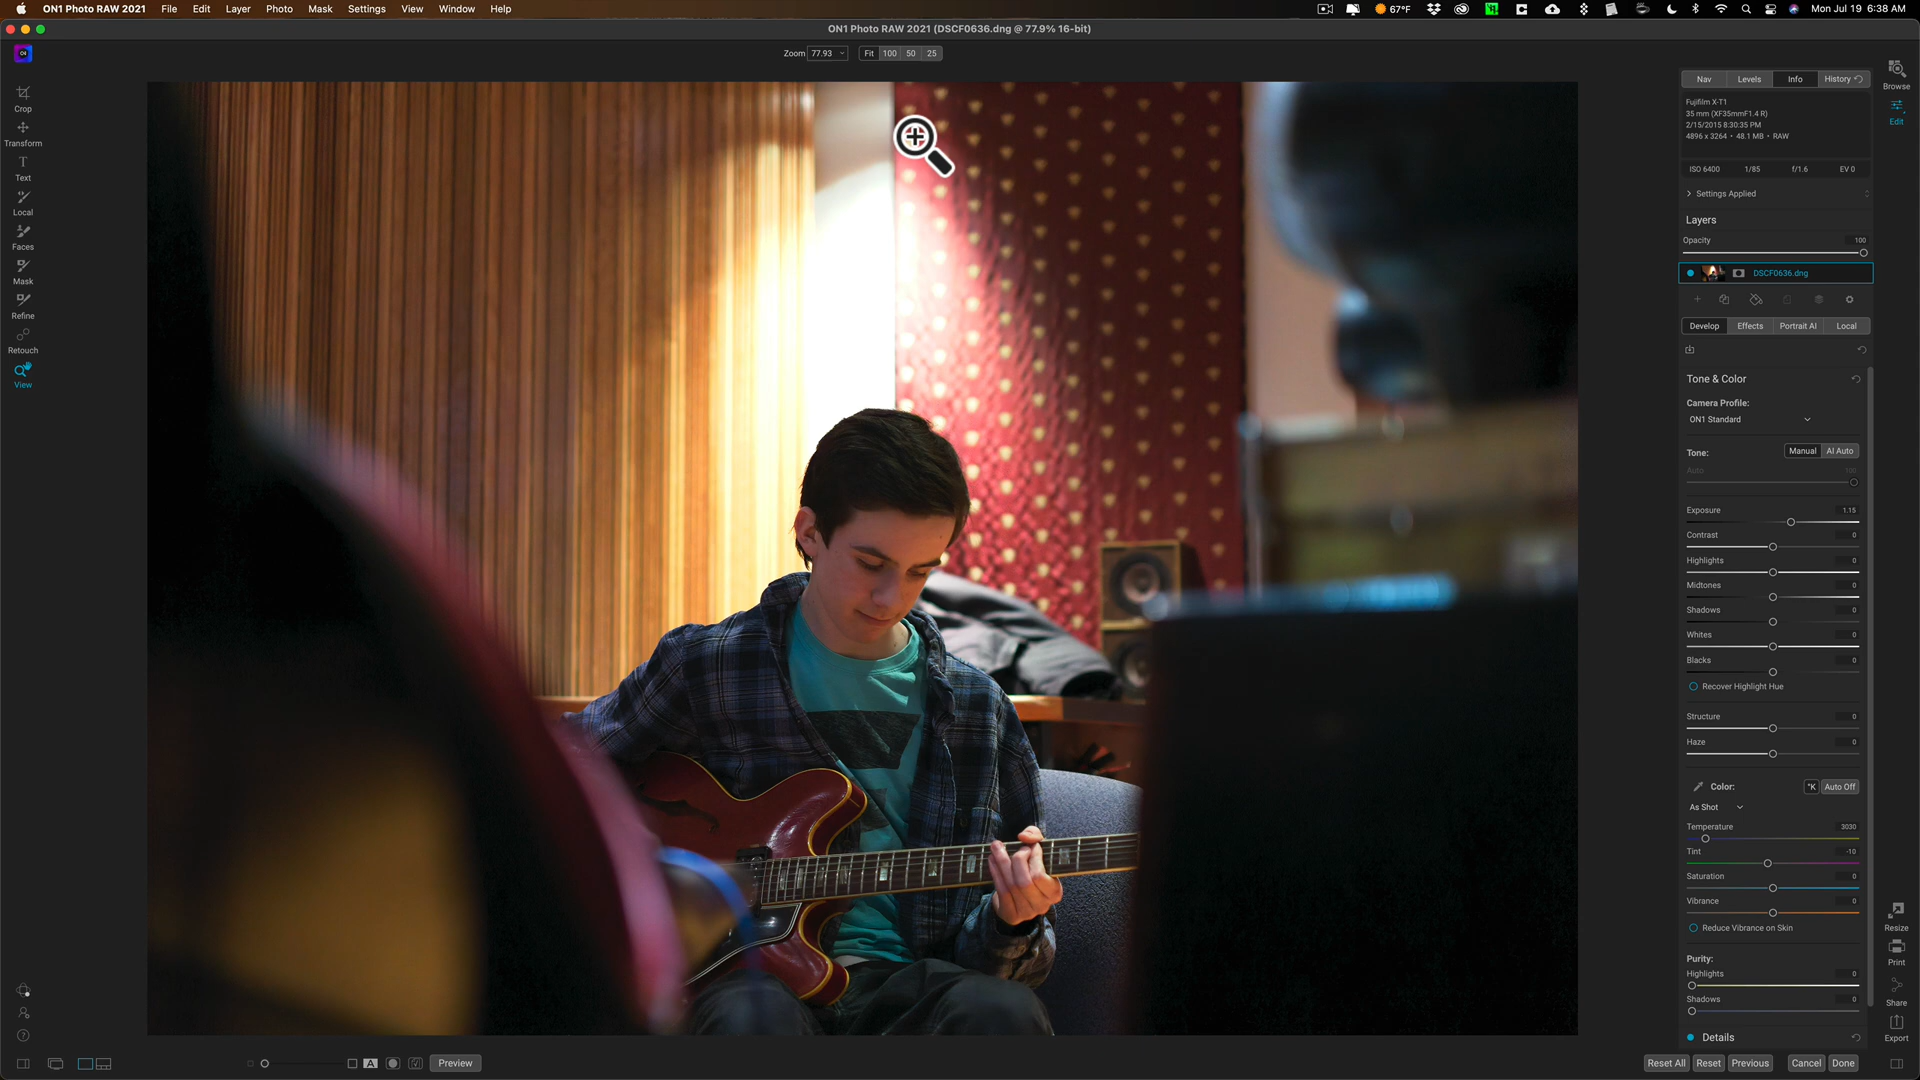 ON1 Photo RAW 2021 File Edit Layer Photo Mask Settings View Window Help 67°F Mon Jul 19 6:38 AM
ON1 Photo RAW 2021 (DSCF0636.dng @ 77.9% 16-bit)
Zoom 77.93 Fit 100 50 25
Crop
Transform
Text
Local
Faces
Mask
Refine
Retouch
View
Nav Levels Info History
Fujifilm X-T1
35 mm (XF35mmF1.4 R)
2/15/2015 8:30:35 PM
4896 x 3264 • 48.1 MB • RAW
ISO 6400 1/85 f/1.6 EV 0
Settings Applied
Layers
Opacity 100
DSCF0636.dng
Develop Effects Portrait AI Local
Tone & Color
Camera Profile:
ON1 Standard
Tone: Manual AI Auto
Auto 100
Exposure 1.15
Contrast 0
Highlights 0
Midtones 0
Shadows 0
Whites 0
Blacks 0
Recover Highlight Hue
Structure 0
Haze 0
Color: °K Auto Off
As Shot
Temperature 3030
Tint -10
Saturation 0
Vibrance 0
Reduce Vibrance on Skin
Purity:
Highlights 0
Shadows 0
Details
Browse
Edit
Resize
Print
Share
Export
A Preview
Reset All Reset Previous Cancel Done